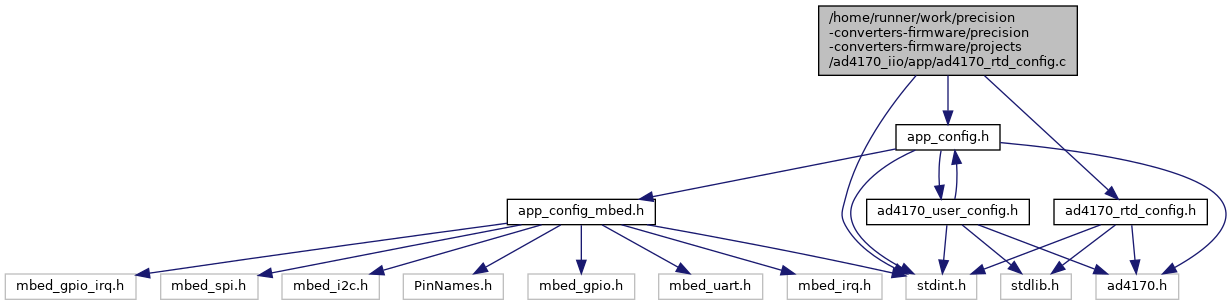 /home/runner/work/precision
-converters-firmware/precision
-converters-firmware/projects
/ad4170_iio/app/ad4170_rtd_config.c
app_config.h
app_config_mbed.h
ad4170_user_config.h
ad4170_rtd_config.h
mbed_gpio_irq.h
mbed_spi.h
mbed_i2c.h
PinNames.h
mbed_gpio.h
mbed_uart.h
mbed_irq.h
stdint.h
stdlib.h
ad4170.h